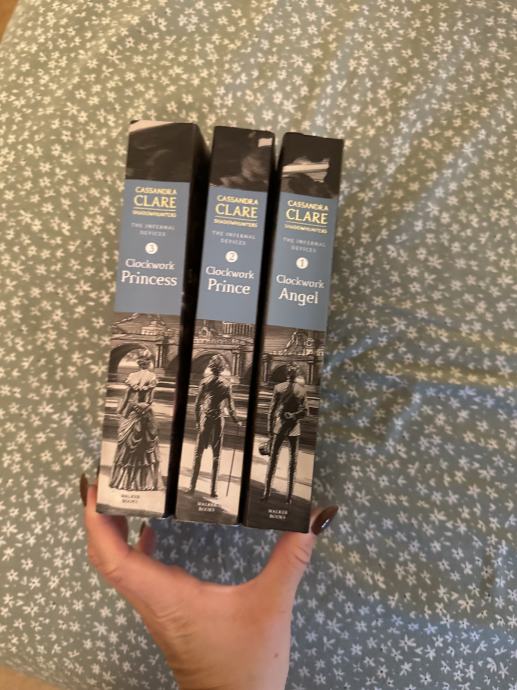 CASSANDRA
CLARE
SHADOWHUNTERS
THE INFERNAL
DEVICES
3
Clockwork
Princess
WALKER
BOOKS
CASSANDRA
CLARE
SHADOWHUNTERS
THE INFERNAL
DEVICES
2
Clockwork
Prince
WALKER
BOOKS
CASSANDRA
CLARE
SHADOWHUNTERS
THE INFERNAL
DEVICES
1
Clockwork
Angel
WALKER
BOOKS